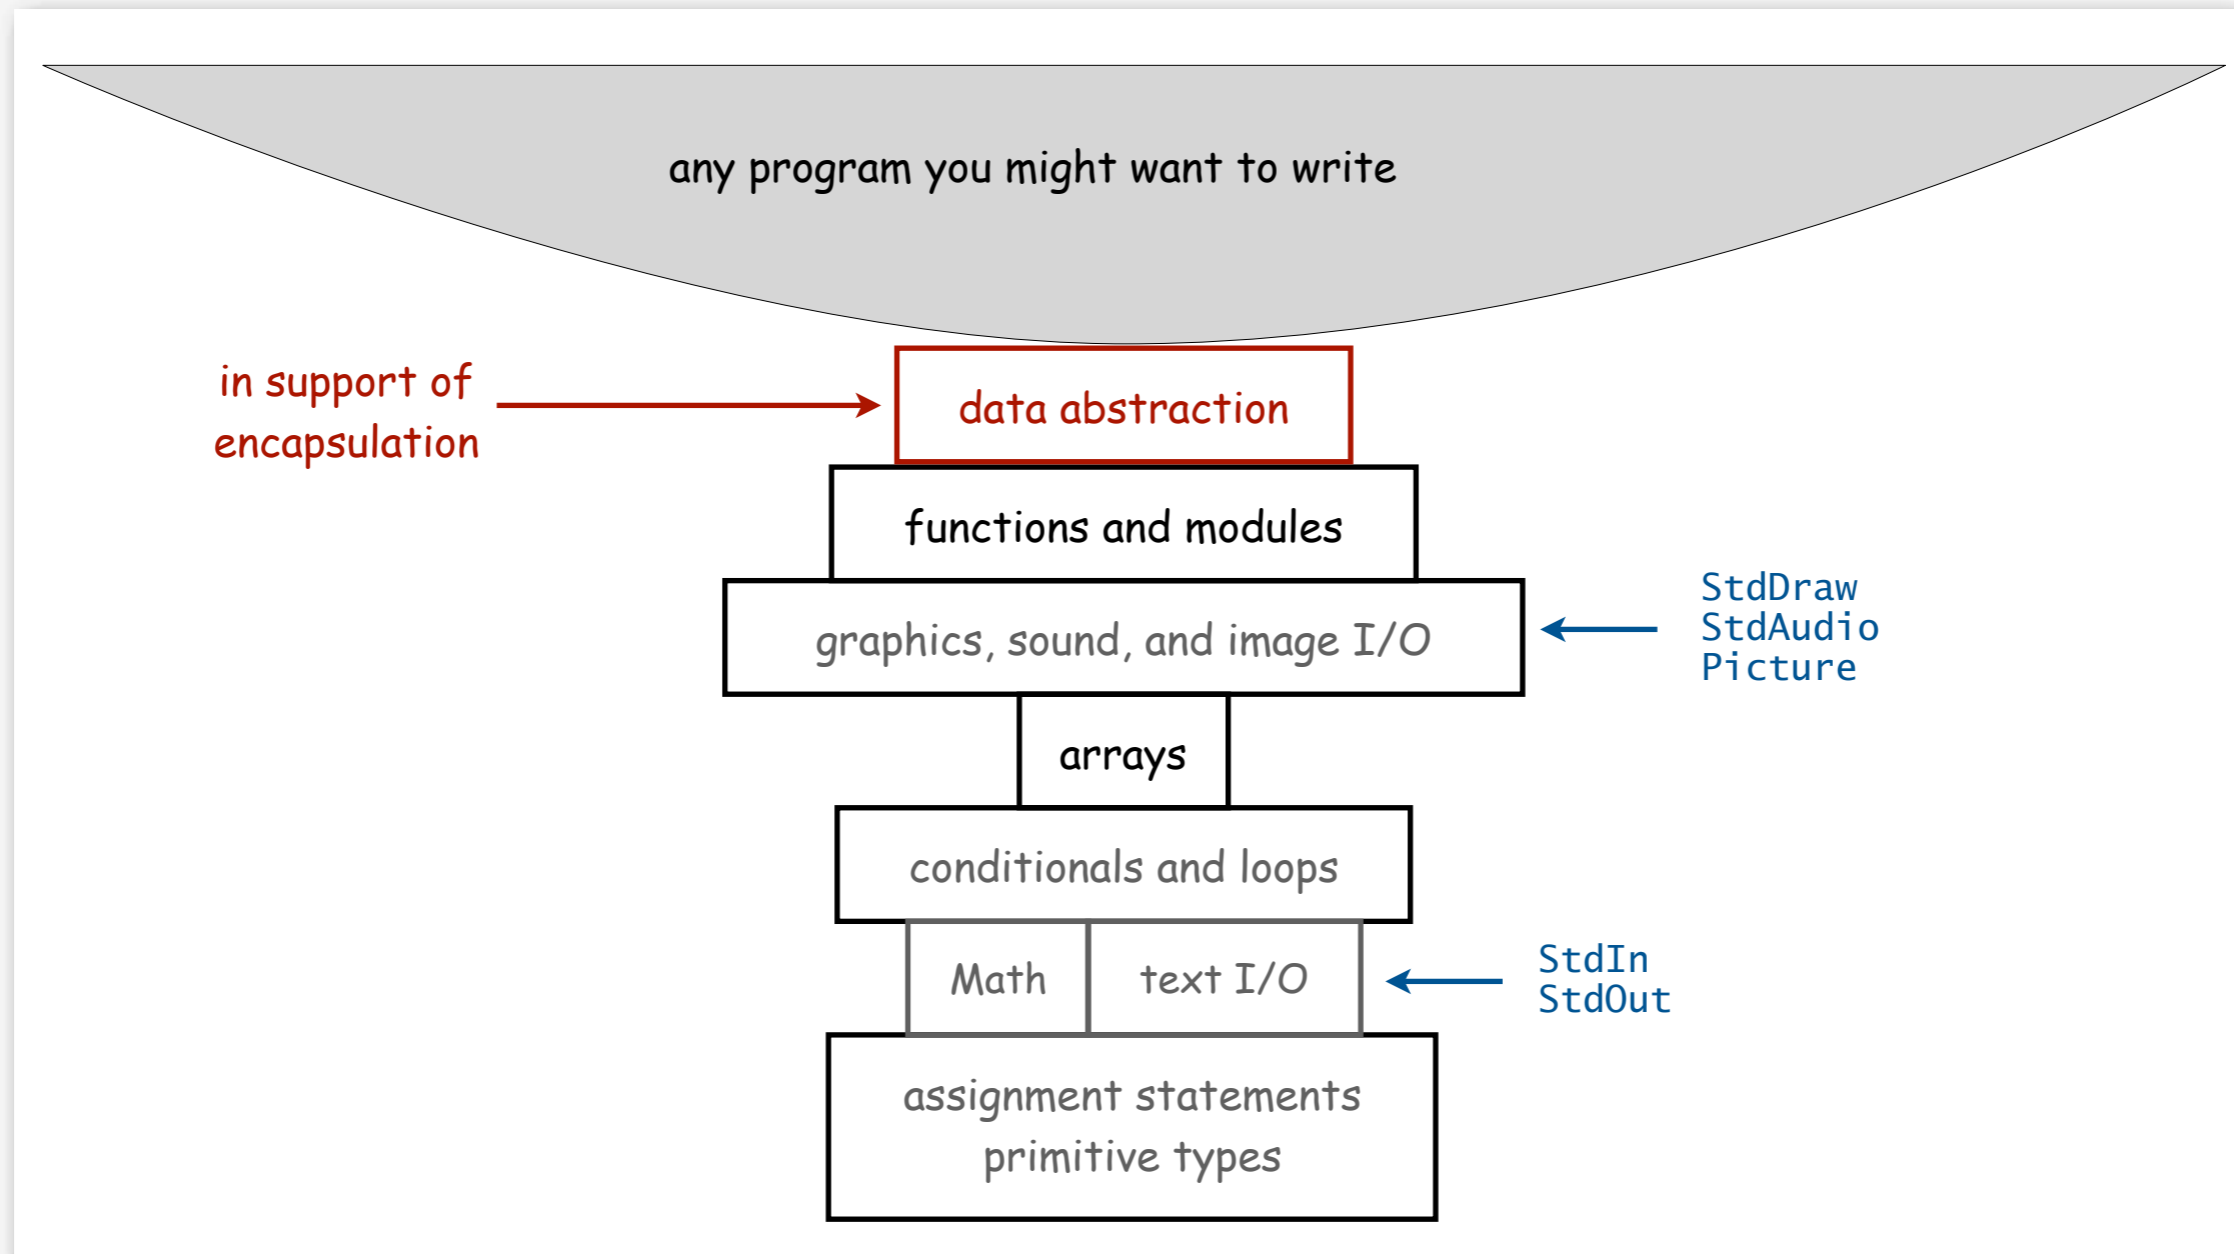 any program you might want to write
in support of
encapsulation
data abstraction
functions and modules
graphics, sound, and image I/O
StdDraw
StdAudio
Picture
arrays
conditionals and loops
Math
text I/O
StdIn
StdOut
assignment statements
primitive types